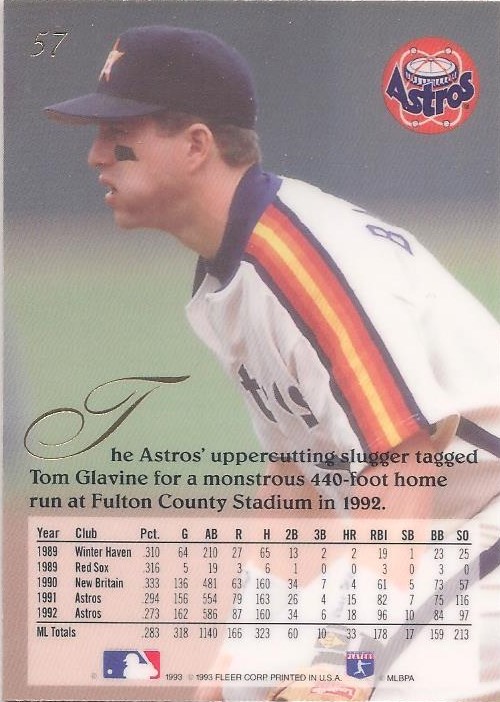 57
Astros
B
The Astros' uppercutting slugger tagged
Tom Glavine for a monstrous 440-foot home
run at Fulton County Stadium in 1992.
Year Club Pct. G AB R H 2B 3B HR RBI SB BB SO
1989 Winter Haven .310 64 210 27 65 13 2 2 19 1 23 25
1989 Red Sox .316 5 19 3 6 1 0 0 3 0 3 0
1990 New Britain .333 136 481 63 160 34 7 4 61 5 73 57
1991 Astros .294 156 554 79 163 26 4 15 82 7 75 116
1992 Astros .273 162 586 87 160 34 6 18 96 10 84 97
ML Totals .283 318 1140 166 323 60 10 33 178 17 159 213
© 1993 © 1993 FLEER CORP. PRINTED IN U.S.A. © MLBPA